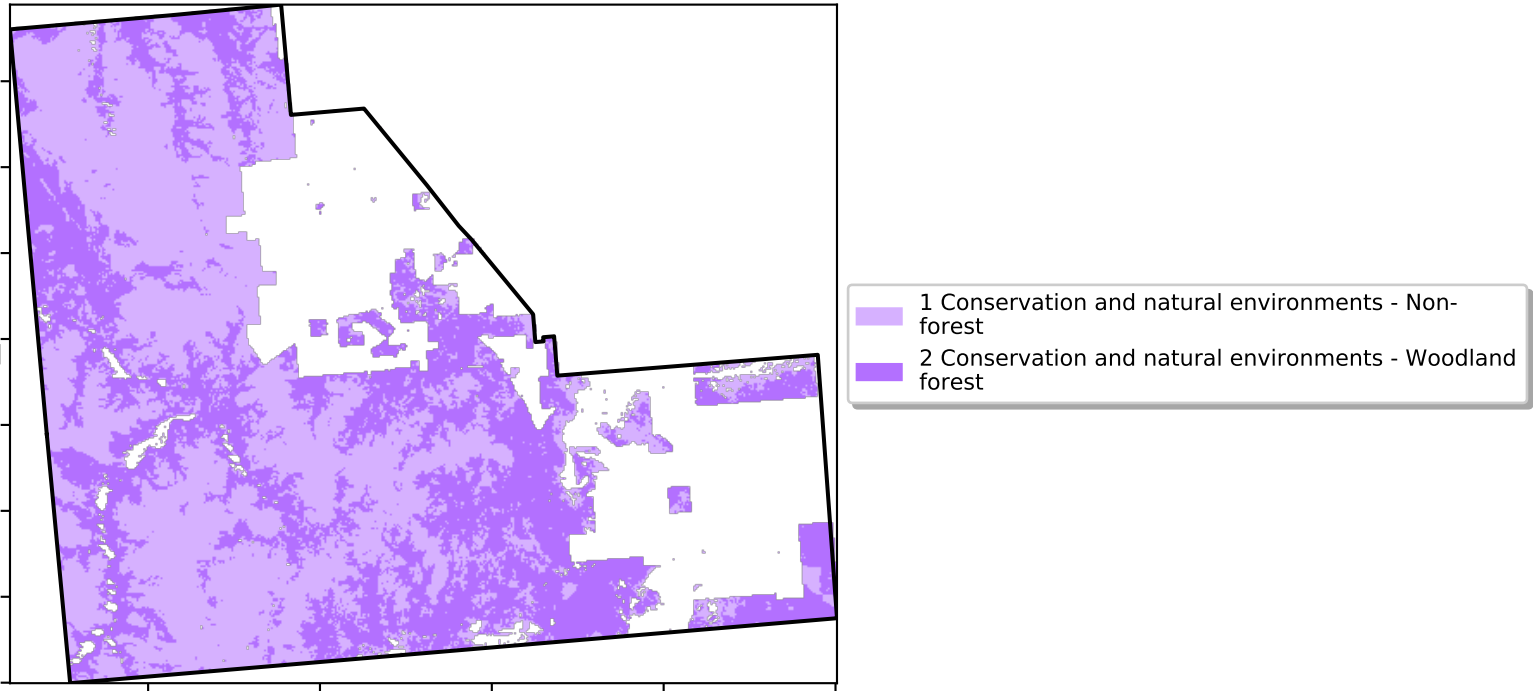 1 Conservation and natural environments - Non-
forest
2 Conservation and natural environments - Woodland
forest